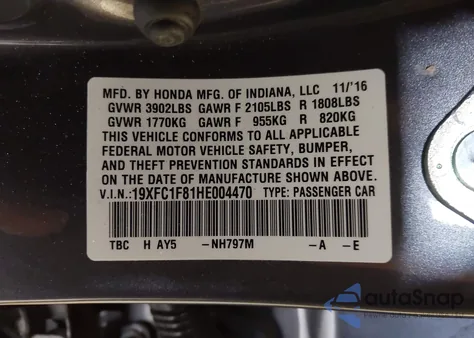 MFD. BY HONDA MFG. OF INDIANA, LLC 11/'16
GVWR 3902LBS GAWR F 2105LBS R 1808LBS
GVWR 1770KG GAWR F 955KG R 820KG
THIS VEHICLE CONFORMS TO ALL APPLICABLE
FEDERAL MOTOR VEHICLE SAFETY, BUMPER,
AND THEFT PREVENTION STANDARDS IN EFFECT
ON THE DATE OF MANUFACTURE SHOWN ABOVE.
V.I.N.:19XFC1F81HE004470 TYPE: PASSENGER CAR
TBC H AY5 -NH797M -A -E
autoSnap